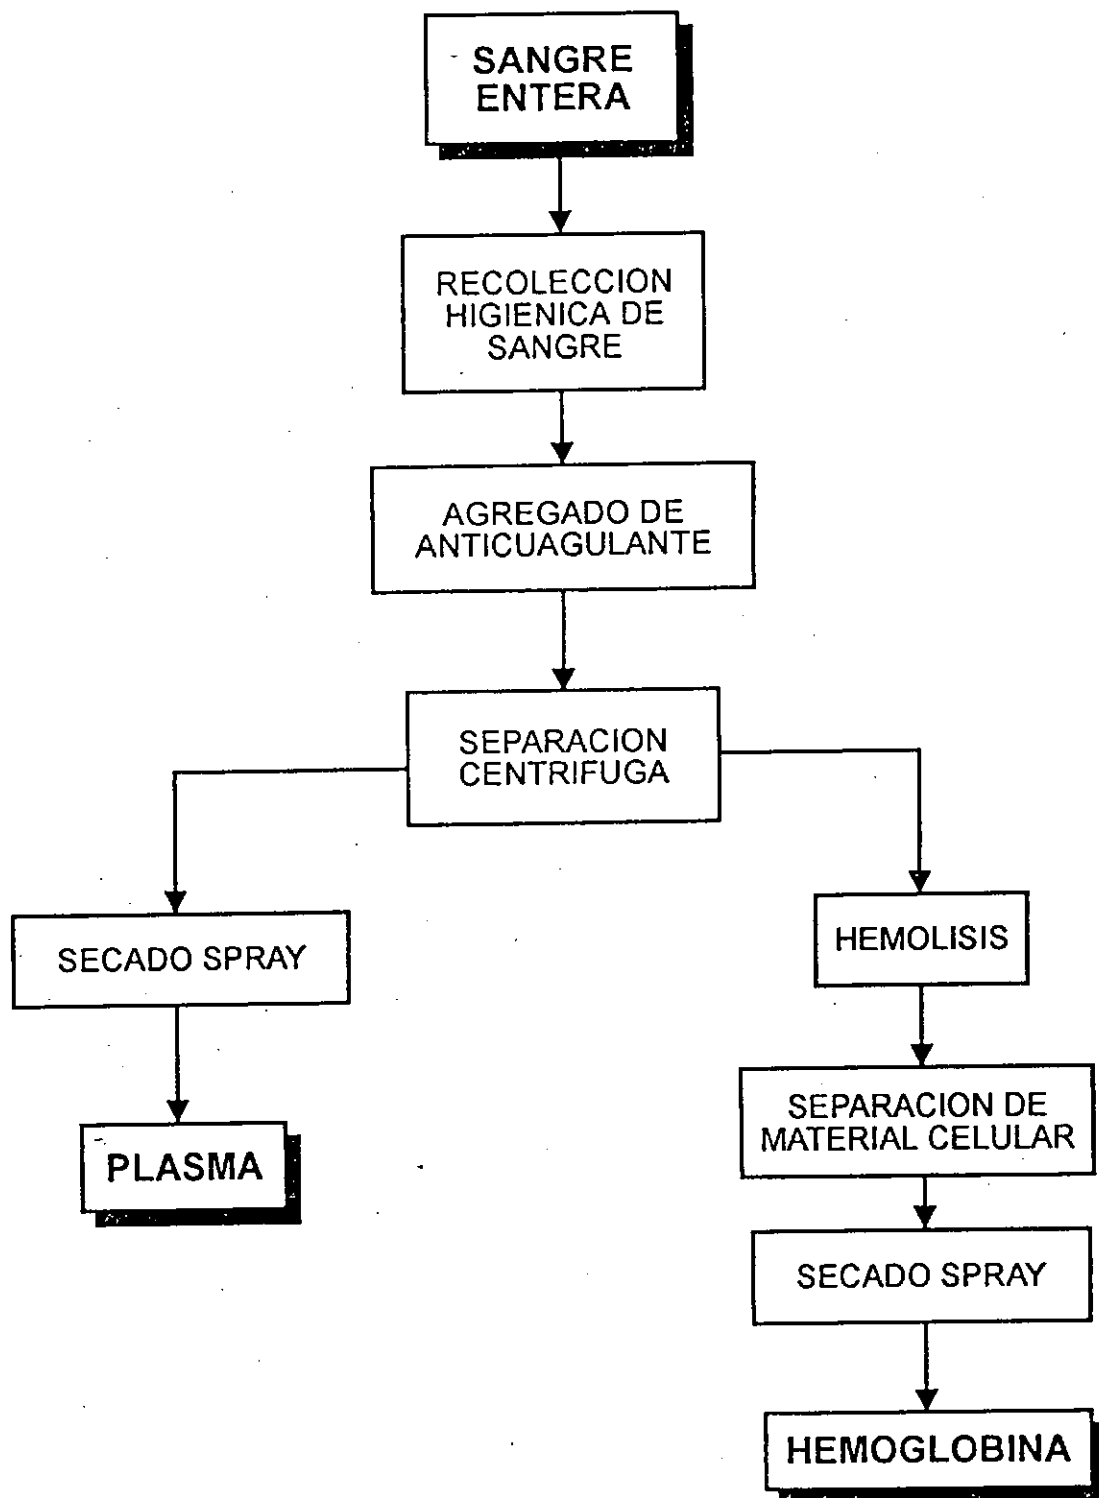 SANGRE
ENTERA
RECOLECCION
HIGIENICA DE
SANGRE
AGREGADO DE
ANTICUAGULANTE
SEPARACION
CENTRIFUGA
SECADO SPRAY
PLASMA
HEMOLISIS
SEPARACION DE
MATERIAL CELULAR
SECADO SPRAY
HEMOGLOBINA